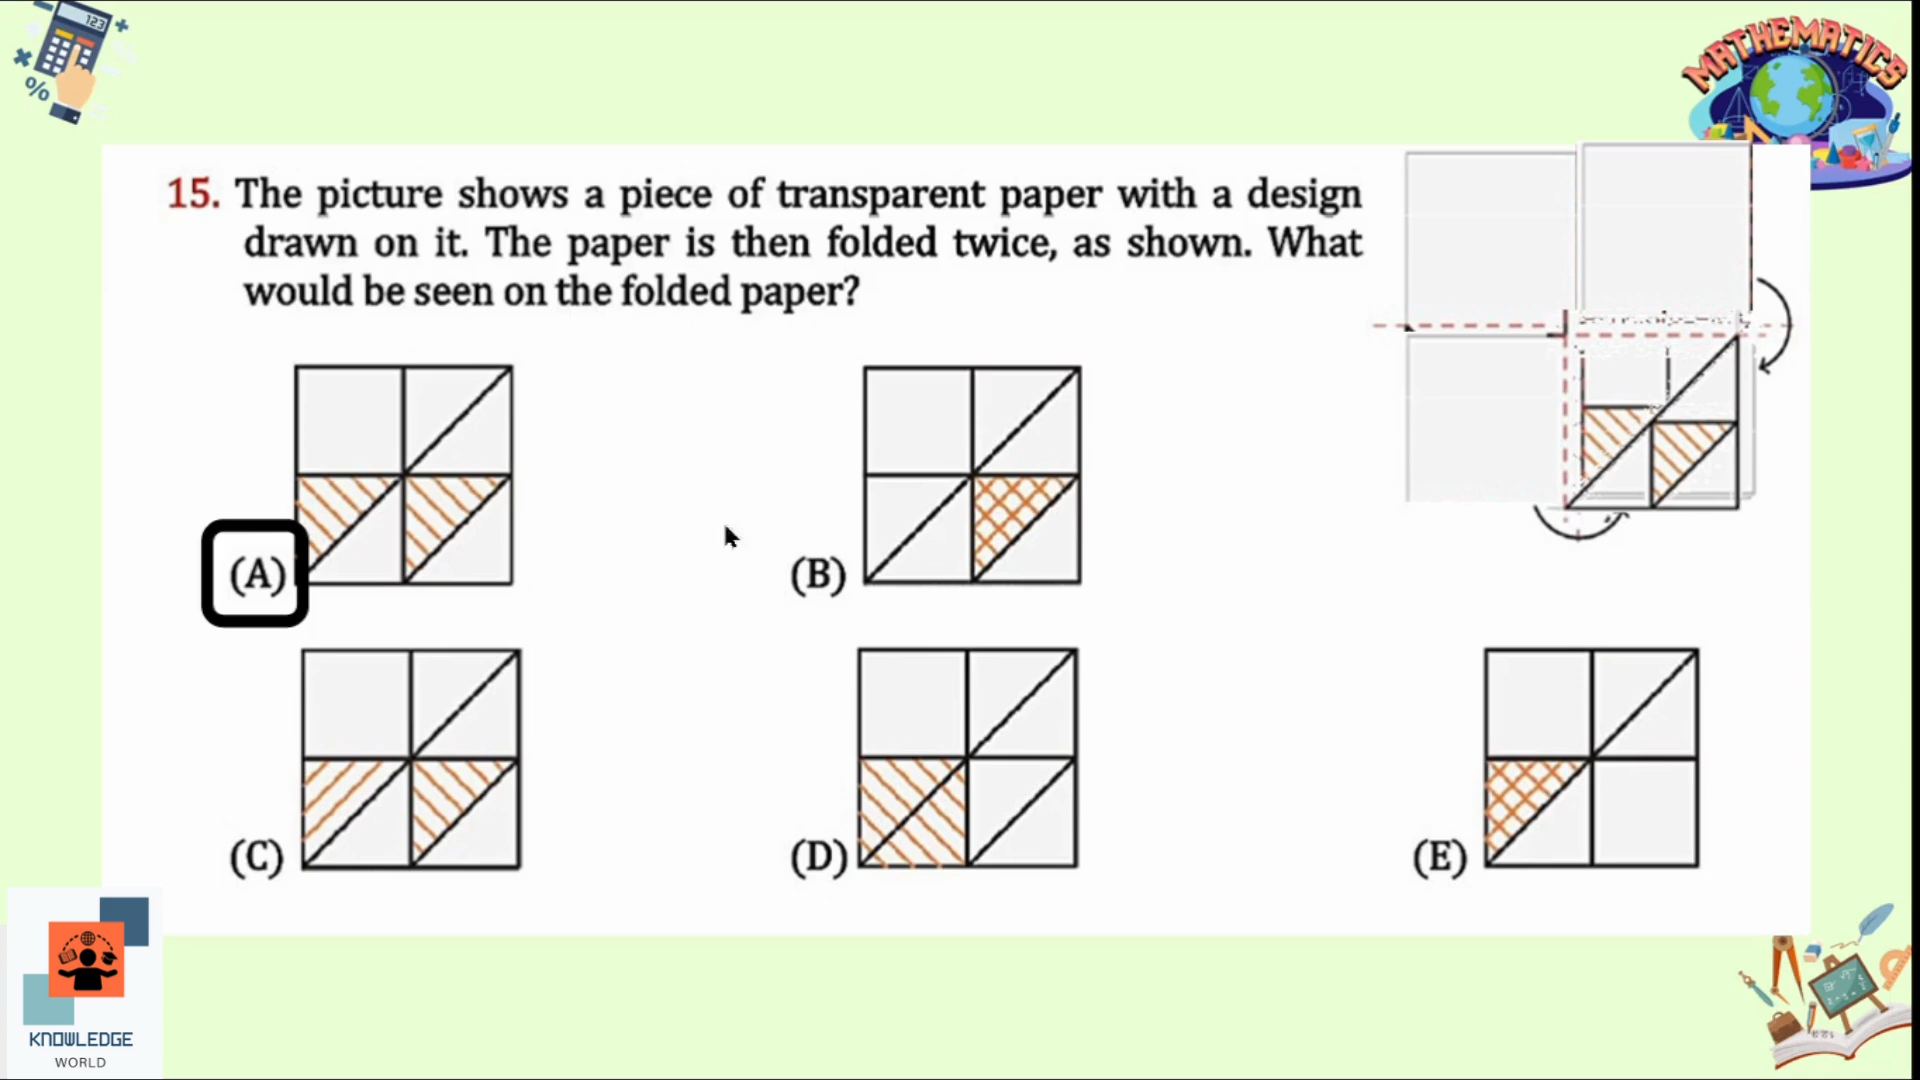 123
%
MATHEMATICS
15. The picture shows a piece of transparent paper with a design
drawn on it. The paper is then folded twice, as shown. What
would be seen on the folded paper?
(A)
(B)
(C)
(D)
(E)
KNOWLEDGE
WORLD